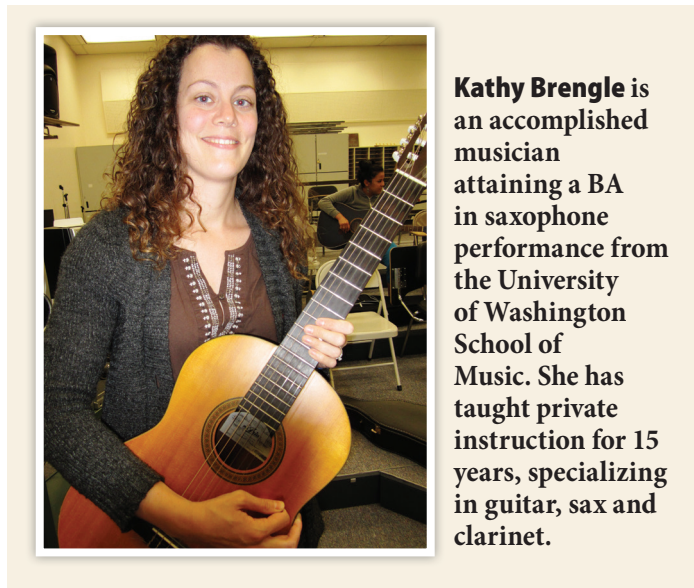 Kathy Brengle is
an accomplished
musician
attaining a BA
in saxophone
performance from
the University
of Washington
School of
Music. She has
taught private
instruction for 15
years, specializing
in guitar, sax and
clarinet.